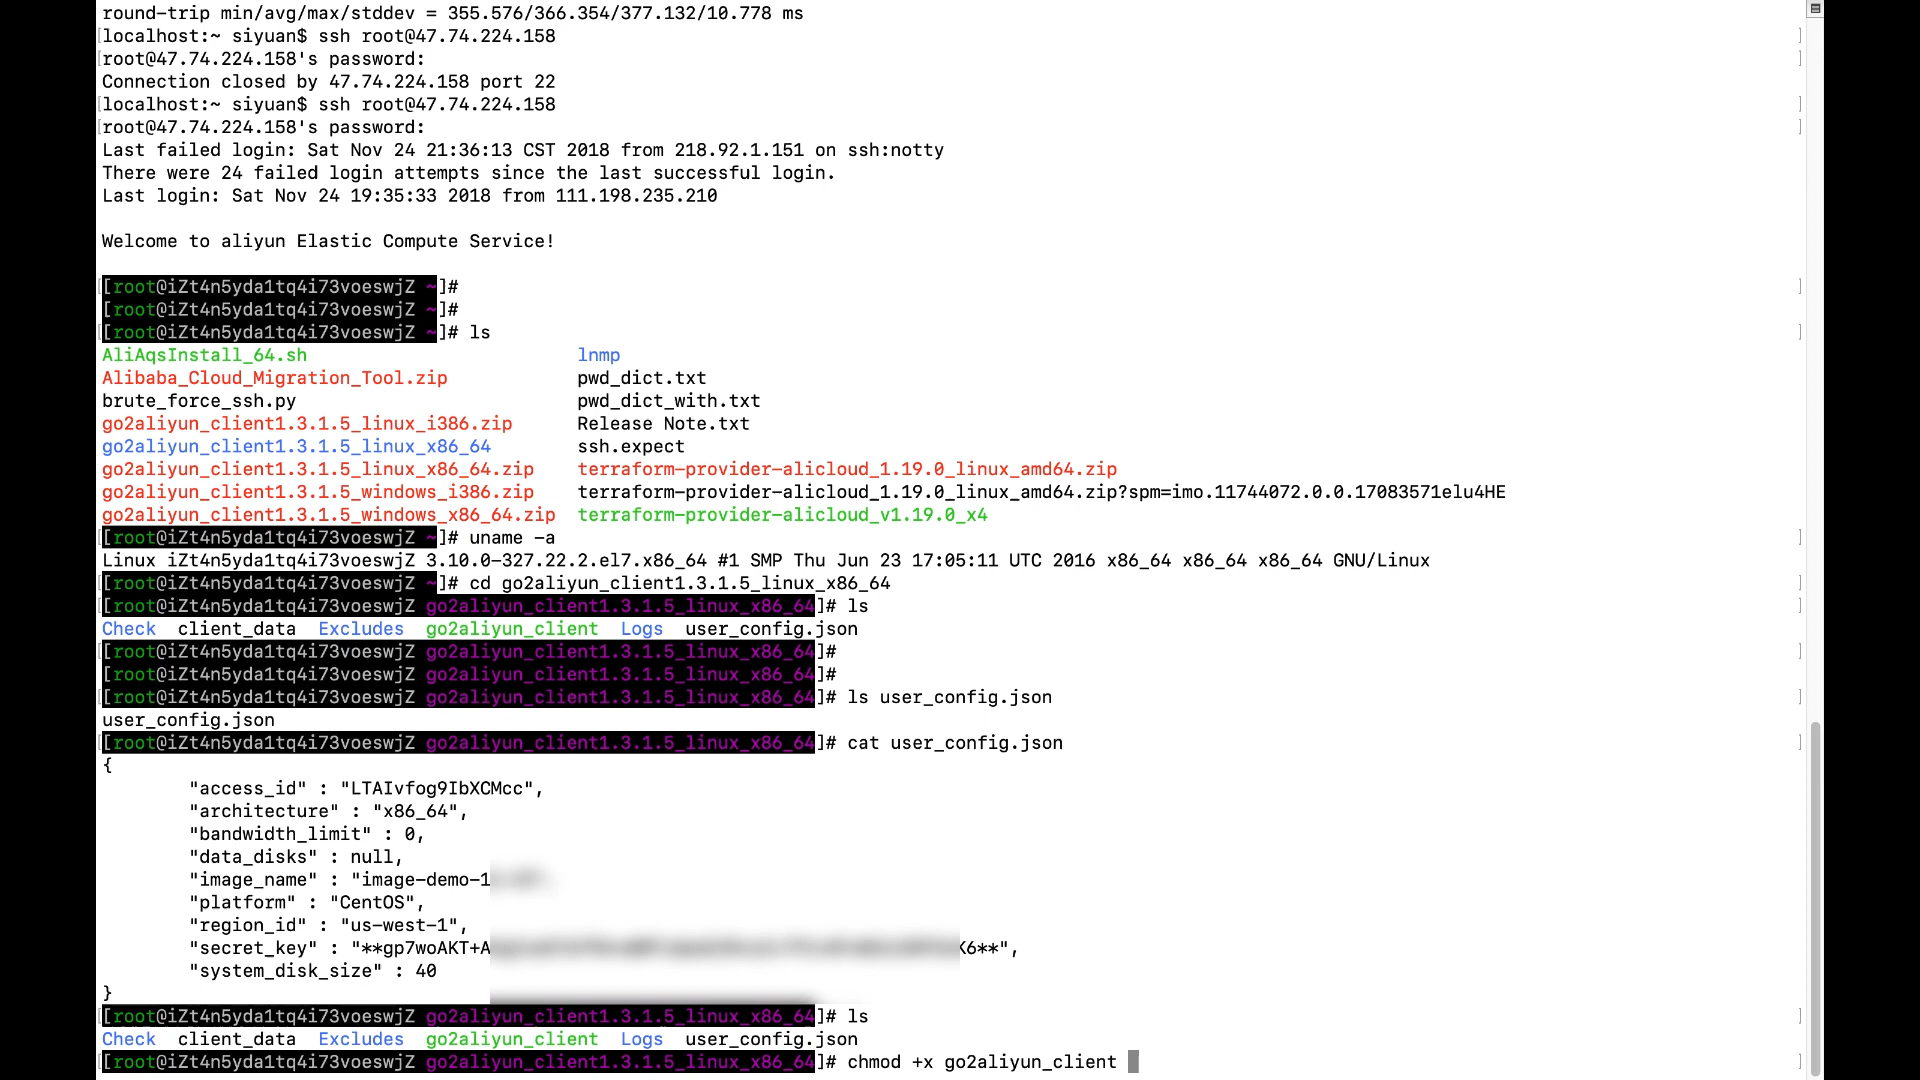 round-trip min/avg/max/stddev = 355.576/366.354/377.132/10.778 ms
[localhost:~ siyuan$ ssh root@47.74.224.158 ]
[root@47.74.224.158's password: ]
Connection closed by 47.74.224.158 port 22
[localhost:~ siyuan$ ssh root@47.74.224.158 ]
[root@47.74.224.158's password: ]
Last failed login: Sat Nov 24 21:36:13 CST 2018 from 218.92.1.151 on ssh:notty
There were 24 failed login attempts since the last successful login.
Last login: Sat Nov 24 19:35:33 2018 from 111.198.235.210
Welcome to aliyun Elastic Compute Service!
[[root@iZt4n5yda1tq4i73voeswjZ ~]# ]
[[root@iZt4n5yda1tq4i73voeswjZ ~]#
[[root@iZt4n5yda1tq4i73voeswjZ ~]# ls ]
AliAqsInstall_64.sh lnmp
Alibaba_Cloud_Migration_Tool.zip pwd_dict.txt
brute_force_ssh.py pwd_dict_with.txt
go2aliyun_client1.3.1.5_linux_i386.zip Release Note.txt
go2aliyun_client1.3.1.5_linux_x86_64 ssh.expect
go2aliyun_client1.3.1.5_linux_x86_64.zip terraform-provider-alicloud_1.19.0_linux_amd64.zip
go2aliyun_client1.3.1.5_windows_i386.zip terraform-provider-alicloud_1.19.0_linux_amd64.zip?spm=imo.11744072.0.0.17083571elu4HE
go2aliyun_client1.3.1.5_windows_x86_64.zip terraform-provider-alicloud_v1.19.0_x4
[[root@iZt4n5yda1tq4i73voeswjZ ~]# uname -a ]
Linux iZt4n5yda1tq4i73voeswjZ 3.10.0-327.22.2.el7.x86_64 #1 SMP Thu Jun 23 17:05:11 UTC 2016 x86_64 x86_64 x86_64 GNU/Linux
[[root@iZt4n5yda1tq4i73voeswjZ ~]# cd go2aliyun_client1.3.1.5_linux_x86_64 ]
[[root@iZt4n5yda1tq4i73voeswjZ go2aliyun_client1.3.1.5_linux_x86_64]# ls ]
Check client_data Excludes go2aliyun_client Logs user_config.json
[[root@iZt4n5yda1tq4i73voeswjZ go2aliyun_client1.3.1.5_linux_x86_64]# ]
[[root@iZt4n5yda1tq4i73voeswjZ go2aliyun_client1.3.1.5_linux_x86_64]# ]
[[root@iZt4n5yda1tq4i73voeswjZ go2aliyun_client1.3.1.5_linux_x86_64]# ls user_config.json ]
user_config.json
[[root@iZt4n5yda1tq4i73voeswjZ go2aliyun_client1.3.1.5_linux_x86_64]# cat user_config.json ]
{
"access_id" : "LTAIvfog9IbXCMcc",
"architecture" : "x86_64",
"bandwidth_limit" : 0,
"data_disks" : null,
"image_name" : "image-demo-1
"platform" : "CentOS",
"region_id" : "us-west-1",
"secret_key" : "**gp7woAKT+A K6**",
"system_disk_size" : 40
}
[[root@iZt4n5yda1tq4i73voeswjZ go2aliyun_client1.3.1.5_linux_x86_64]# ls ]
Check client_data Excludes go2aliyun_client Logs user_config.json
[[root@iZt4n5yda1tq4i73voeswjZ go2aliyun_client1.3.1.5_linux_x86_64]# chmod +x go2aliyun_client ]